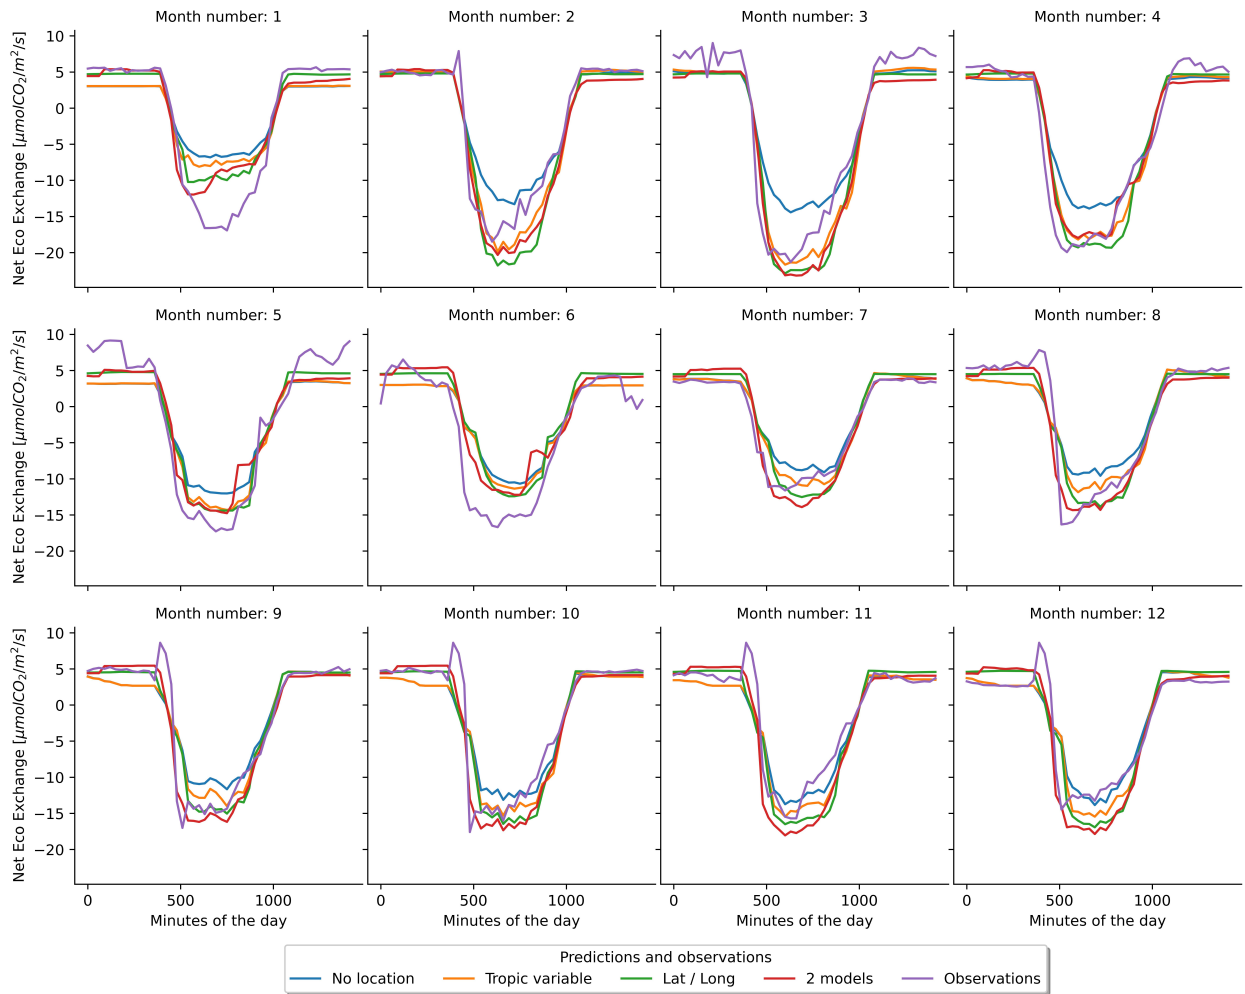 Month number: 1
Month number: 2
Month number: 3
Month number: 4
Net Eco Exchange [μmolCO₂/m²/s]
10
5
0
−5
−10
−15
−20
Month number: 5
Month number: 6
Month number: 7
Month number: 8
Net Eco Exchange [μmolCO₂/m²/s]
10
5
0
−5
−10
−15
−20
Month number: 9
Month number: 10
Month number: 11
Month number: 12
Net Eco Exchange [μmolCO₂/m²/s]
10
5
0
−5
−10
−15
−20
0 500 1000
0 500 1000
0 500 1000
0 500 1000
Minutes of the day
Minutes of the day
Minutes of the day
Minutes of the day
Predictions and observations
No location Tropic variable Lat / Long 2 models Observations